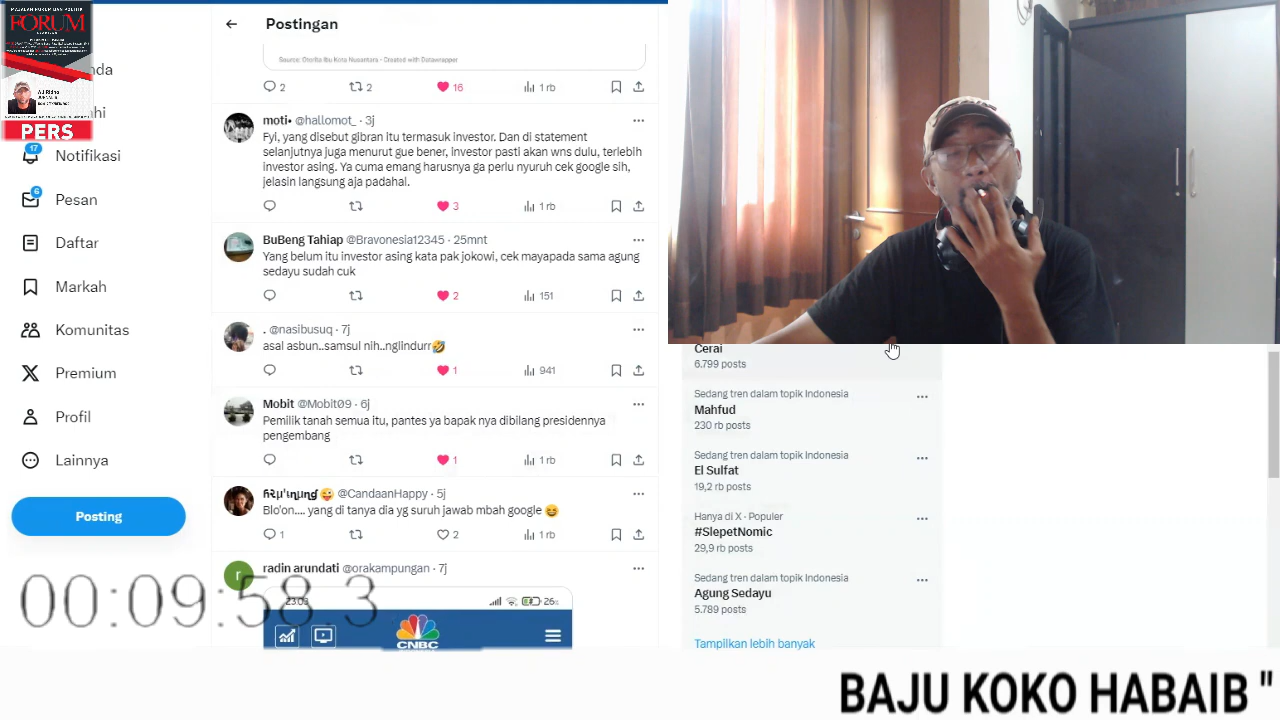 MAJALAH FORUM DAN POLITIK
FORUM
PERS
nda
hi
17
Notifikasi
6
Pesan
Daftar
Markah
Komunitas
Premium
Profil
Lainnya
Posting
00:09:58.3
Postingan
Source: Otorita Ibu Kota Nusantara • Created with Datawrapper
2 2 16 1 rb
moti• @hallomot_ · 3j
Fyi, yang disebut gibran itu termasuk investor. Dan di statement
selanjutnya juga menurut gue bener, investor pasti akan wns dulu, terlebih
investor asing. Ya cuma emang harusnya ga perlu nyuruh cek google sih,
jelasin langsung aja padahal.
3 1 rb
BuBeng Tahiap @Bravonesia12345 · 25mnt
Yang belum itu investor asing kata pak jokowi, cek mayapada sama agung
sedayu sudah cuk
2 151
. @nasibusuq · 7j
asal asbun..samsul nih..nglindurr🤣
1 941
Mobit @Mobit09 · 6j
Pemilik tanah semua itu, pantes ya bapak nya dibilang presidennya
pengembang
1 1 rb
@CandaanHappy · 5j
Blo'on.... yang di tanya dia yg suruh jawab mbah google 😆
1 2 1 rb
r
radin arundati @orakampungan · 7j
23:03 26%
CNBC
Cerai
6.799 posts
Sedang tren dalam topik Indonesia
Mahfud
230 rb posts
Sedang tren dalam topik Indonesia
El Sulfat
19,2 rb posts
Hanya di X · Populer
#SlepetNomic
29,9 rb posts
Sedang tren dalam topik Indonesia
Agung Sedayu
5.789 posts
Tampilkan lebih banyak
BAJU KOKO HABAIB "